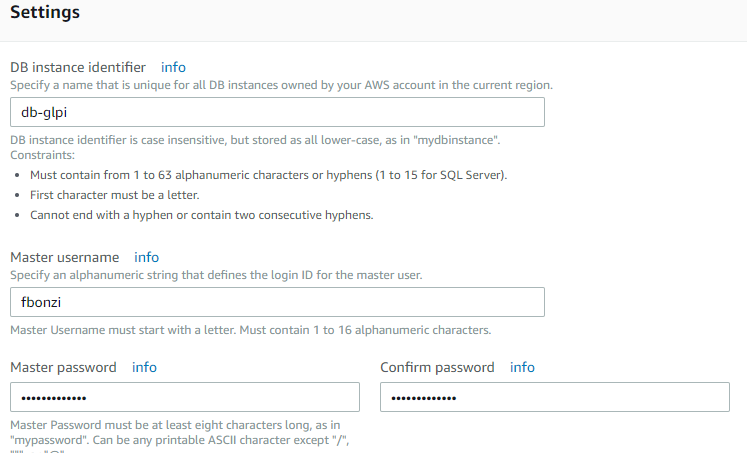 Settings
DB instance identifier info
Specify a name that is unique for all DB instances owned by your AWS account in the current region.
db-glpi
DB instance identifier is case insensitive, but stored as all lower-case, as in "mydbinstance".
Constraints:
• Must contain from 1 to 63 alphanumeric characters or hyphens (1 to 15 for SQL Server).
• First character must be a letter.
• Cannot end with a hyphen or contain two consecutive hyphens.
Master username info
Specify an alphanumeric string that defines the login ID for the master user.
fbonzi
Master Username must start with a letter. Must contain 1 to 16 alphanumeric characters.
Master password info Confirm password info
••••••••••••• •••••••••••••
Master Password must be at least eight characters long, as in
"mypassword". Can be any printable ASCII character except "/",